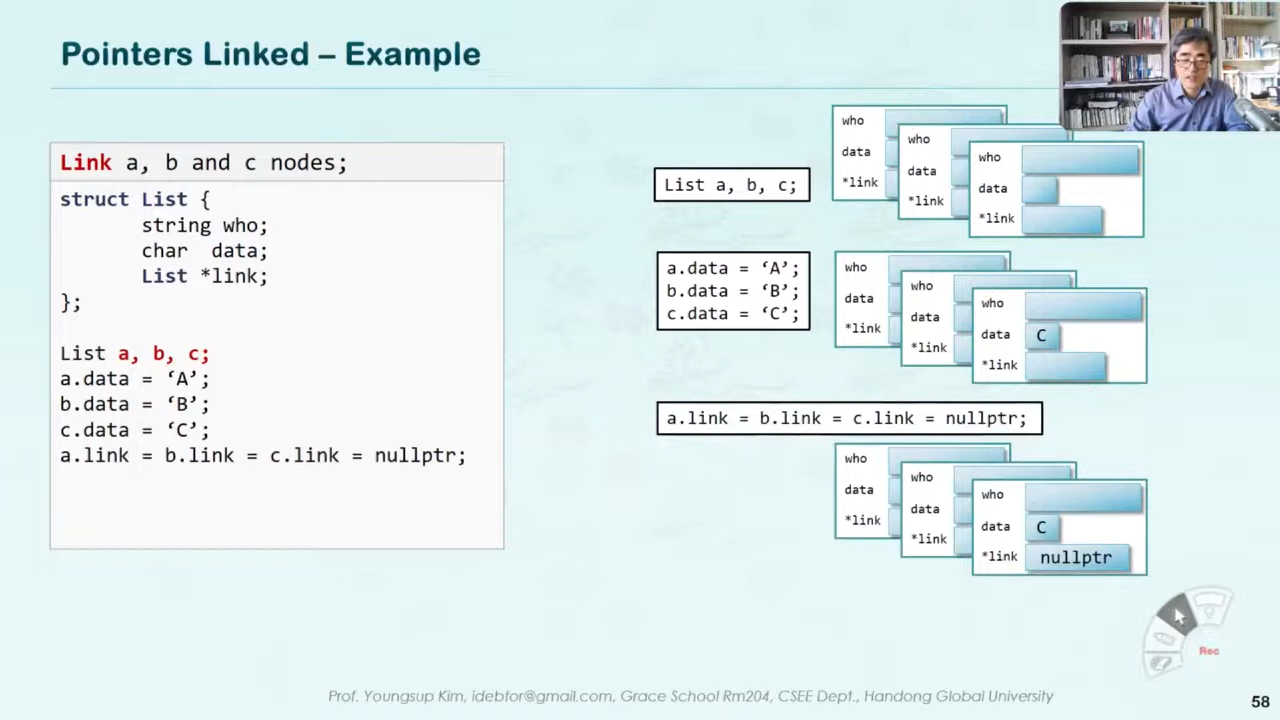 Pointers Linked – Example
Link a, b and c nodes;
struct List {
string who;
char data;
List *link;
};
List a, b, c;
a.data = ‘A’;
b.data = ‘B’;
c.data = ‘C’;
a.link = b.link = c.link = nullptr;
List a, b, c;
who
data
*link
who
data
*link
who
data
*link
a.data = ‘A’;
b.data = ‘B’;
c.data = ‘C’;
who
data
*link
who
data
*link
who
data C
*link
a.link = b.link = c.link = nullptr;
who
data
*link
who
data
*link
who
data C
*link nullptr
Rec
Prof. Youngsup Kim, idebtor@gmail.com, Grace School Rm204, CSEE Dept., Handong Global University
58